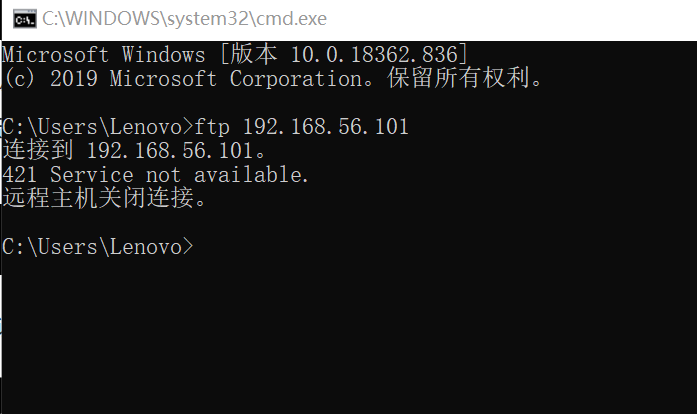 C:\WINDOWS\system32\cmd.exe
Microsoft Windows [版本 10.0.18362.836]
(c) 2019 Microsoft Corporation。保留所有权利。
C:\Users\Lenovo>ftp 192.168.56.101
连接到 192.168.56.101。
421 Service not available.
远程主机关闭连接。
C:\Users\Lenovo>